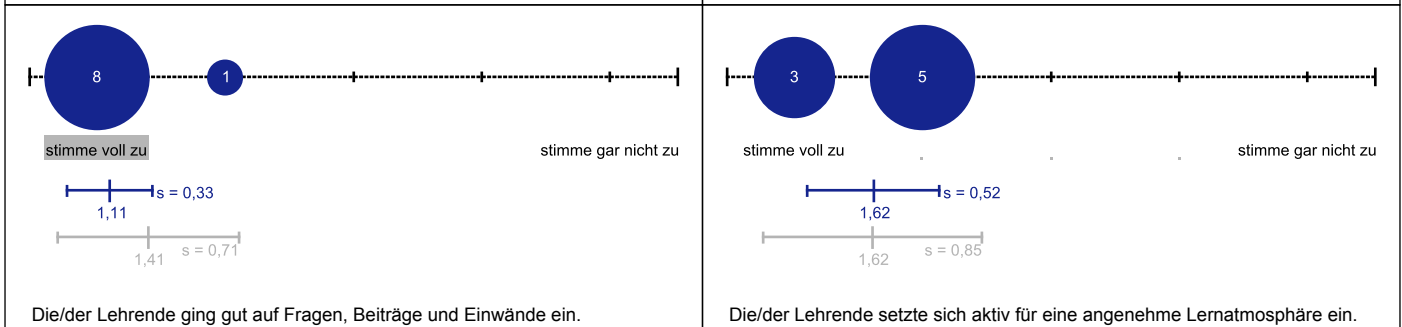 8
1
stimme voll zu
stimme gar nicht zu
s = 0,33
1,11
s = 0,71
1,41
Die/der Lehrende ging gut auf Fragen, Beiträge und Einwände ein.
3
5
stimme voll zu
stimme gar nicht zu
s = 0,52
1,62
s = 0,85
1,62
Die/der Lehrende setzte sich aktiv für eine angenehme Lernatmosphäre ein.